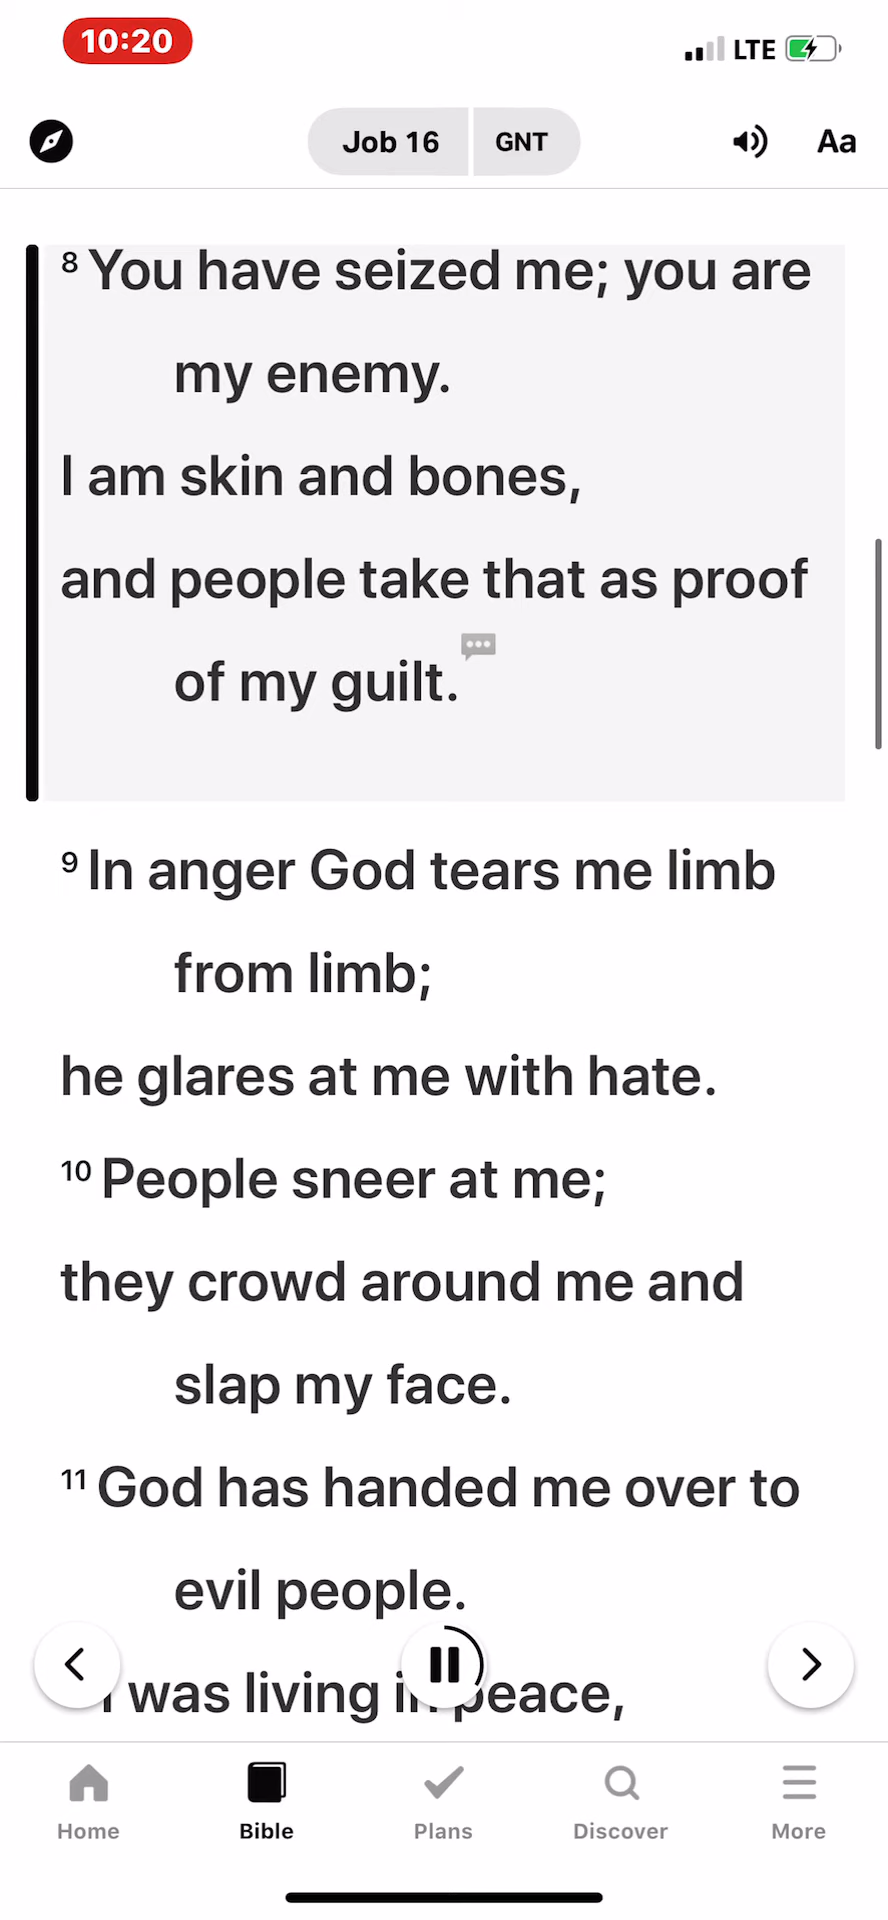 10:20
LTE
Job 16 GNT Aa
8 You have seized me; you are
my enemy.
I am skin and bones,
and people take that as proof
of my guilt.
9 In anger God tears me limb
from limb;
he glares at me with hate.
10 People sneer at me;
they crowd around me and
slap my face.
11 God has handed me over to
evil people.
I was living in peace,
Home Bible Plans Discover More